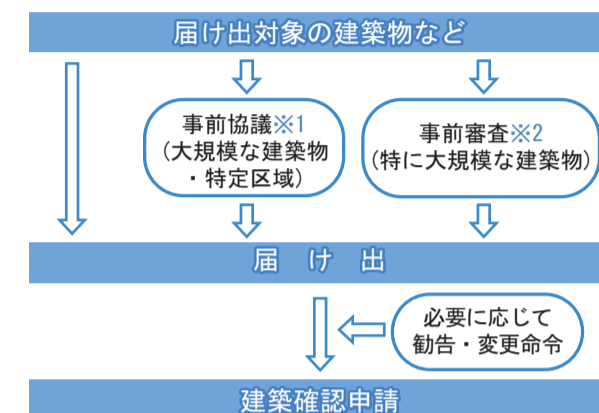 届け出対象の建築物など
事前協議※1
(大規模な建築物
・特定区域)
事前審査※2
(特に大規模な建築物)
届け出
必要に応じて
勧告・変更命令
建築確認申請